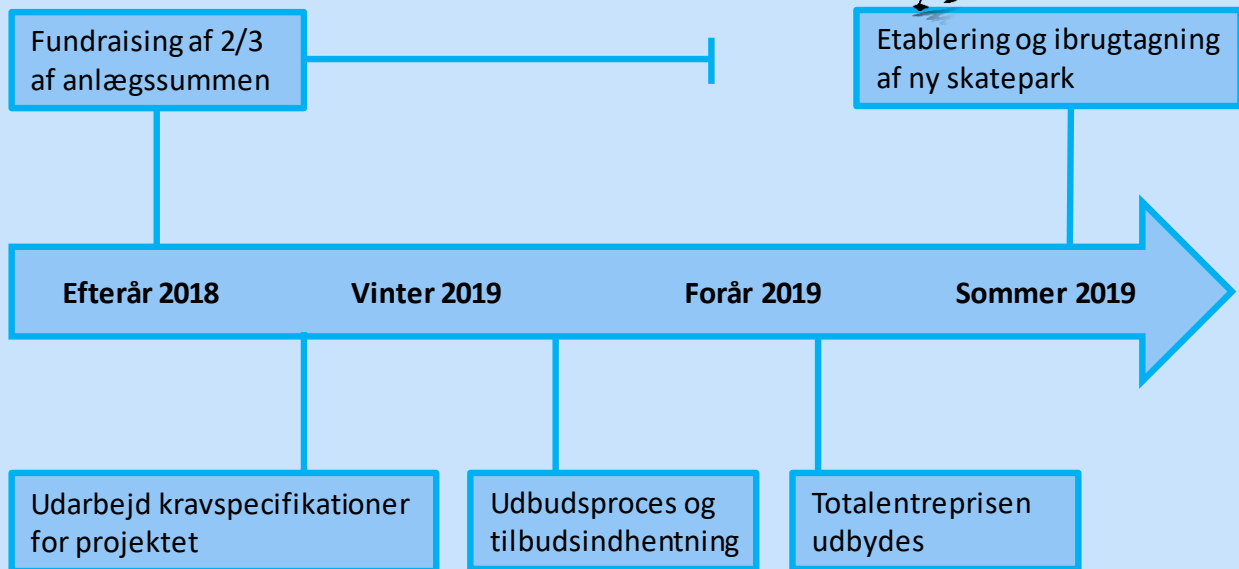 Fundraising af 2/3
af anlægssummen
Etablering og ibrugtagning
af ny skatepark
Efterår 2018
Vinter 2019
Forår 2019
Sommer 2019
Udarbejd kravspecifikationer
for projektet
Udbudsproces og
tilbudsindhentning
Totalentreprisen
udbydes